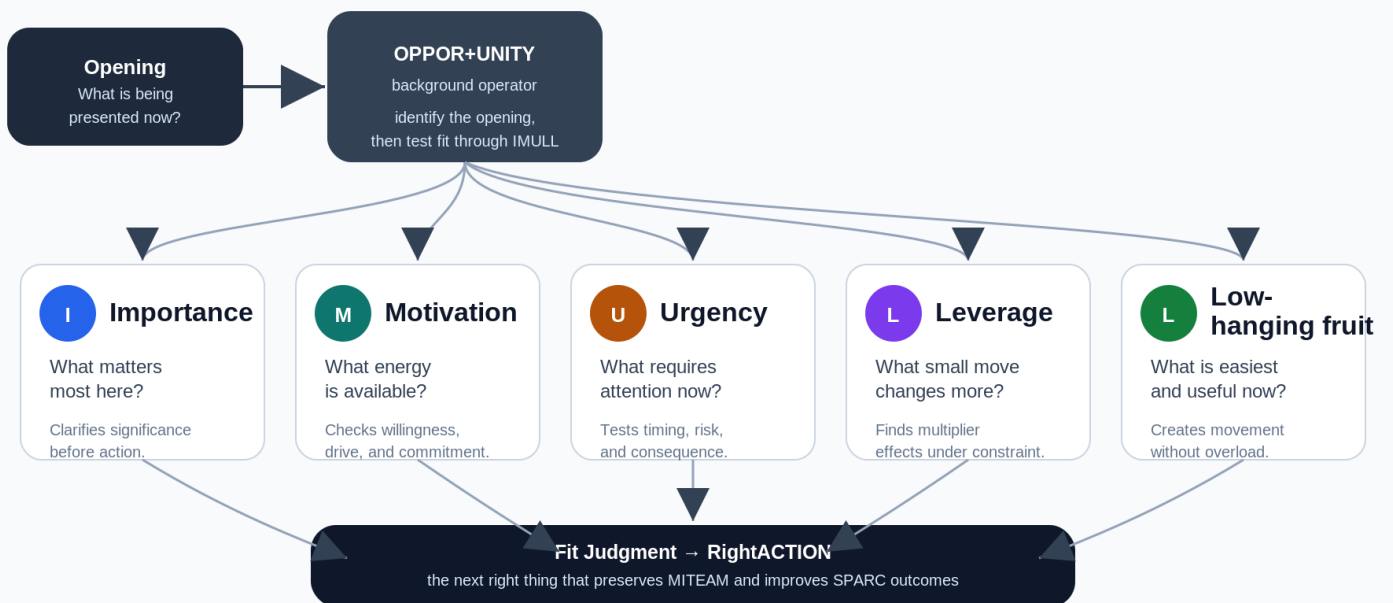 Opening
What is being
presented now?
OPPOR+UNITY
background operator
identify the opening,
then test fit through IMULL
I
Importance
What matters
most here?
Clarifies significance
before action.
M
Motivation
What energy
is available?
Checks willingness,
drive, and commitment.
U
Urgency
What requires
attention now?
Tests timing, risk,
and consequence.
L
Leverage
What small move
changes more?
Finds multiplier
effects under constraint.
L
Low-
hanging fruit
What is easiest
and useful now?
Creates movement
without overload.
Fit Judgment → RightACTION
the next right thing that preserves MITEAM and improves SPARC outcomes